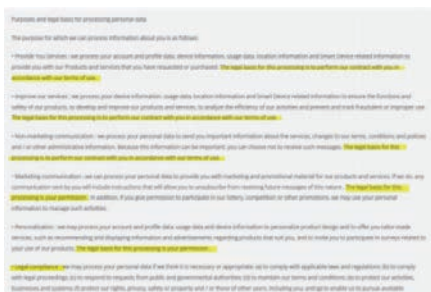 Purposes and legal basis for processing personal data
The purpose for which we can process information about you is as follows:
• Provide You Services : we process your account and profile data, device information, usage data, location information and Smart Device related information to
provide you with our Products and services that you have requested or purchased. The legal basis for this processing is to perform our contract with you in
accordance with our terms of use.
• Improve our services : we process your device information, usage data, location information and Smart Device related information to ensure the functions and
safety of our products, to develop and improve our products and services, to analyze the efficiency of our activities and prevent and track fraudulent or improper use
The legal basis for this processing is to perform our contract with you in accordance with our terms of use.
• Non-marketing communication : we process your personal data to send you important information about the services, changes to our terms, conditions and policies
and / or other administrative information. Because this information can be important, you can choose not to receive such messages. The legal basis for this
processing is to perform our contract with you in accordance with our terms of use.
• Marketing communication : we can process your personal data to provide you with marketing and promotional material for our products and services. If we do, any
communication sent by you will include instructions that will allow you to unsubscribe from receiving future messages of this nature. The legal basis for this
processing is your permission. In addition, if you give permission to participate in our lottery, competition or other promotions, we may use your personal
information to manage such activities.
• Personalization : we may process your account and profile data, usage data and device information to personalize product design and to offer you tailor made
services, such as recommending and displaying information and advertisements regarding products that suit you, and to invite you to participate in surveys related to
your use of our products. The legal basis for this processing is your permission.
• Legal compliance : we may process your personal data if we think it is necessary or appropriate: (a) to comply with applicable laws and regulations; (b) to comply
with legal proceedings; (c) to respond to requests from public and governmental authorities; (d) to maintain our terms and conditions; (e) to protect our activities,
businesses and systems; (f) protect our rights, privacy, safety or property and / or those of other users, including you; and (g) to enable us to pursue available